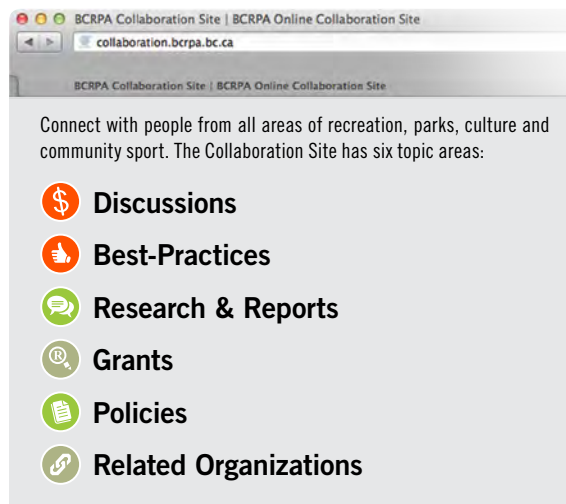 BCRPA Collaboration Site | BCRPA Online Collaboration Site
collaboration.bcrpa.bc.ca
BCRPA Collaboration Site | BCRPA Online Collaboration Site
Connect with people from all areas of recreation, parks, culture and
community sport. The Collaboration Site has six topic areas:
$ Discussions
Best-Practices
Research & Reports
R Grants
Policies
Related Organizations